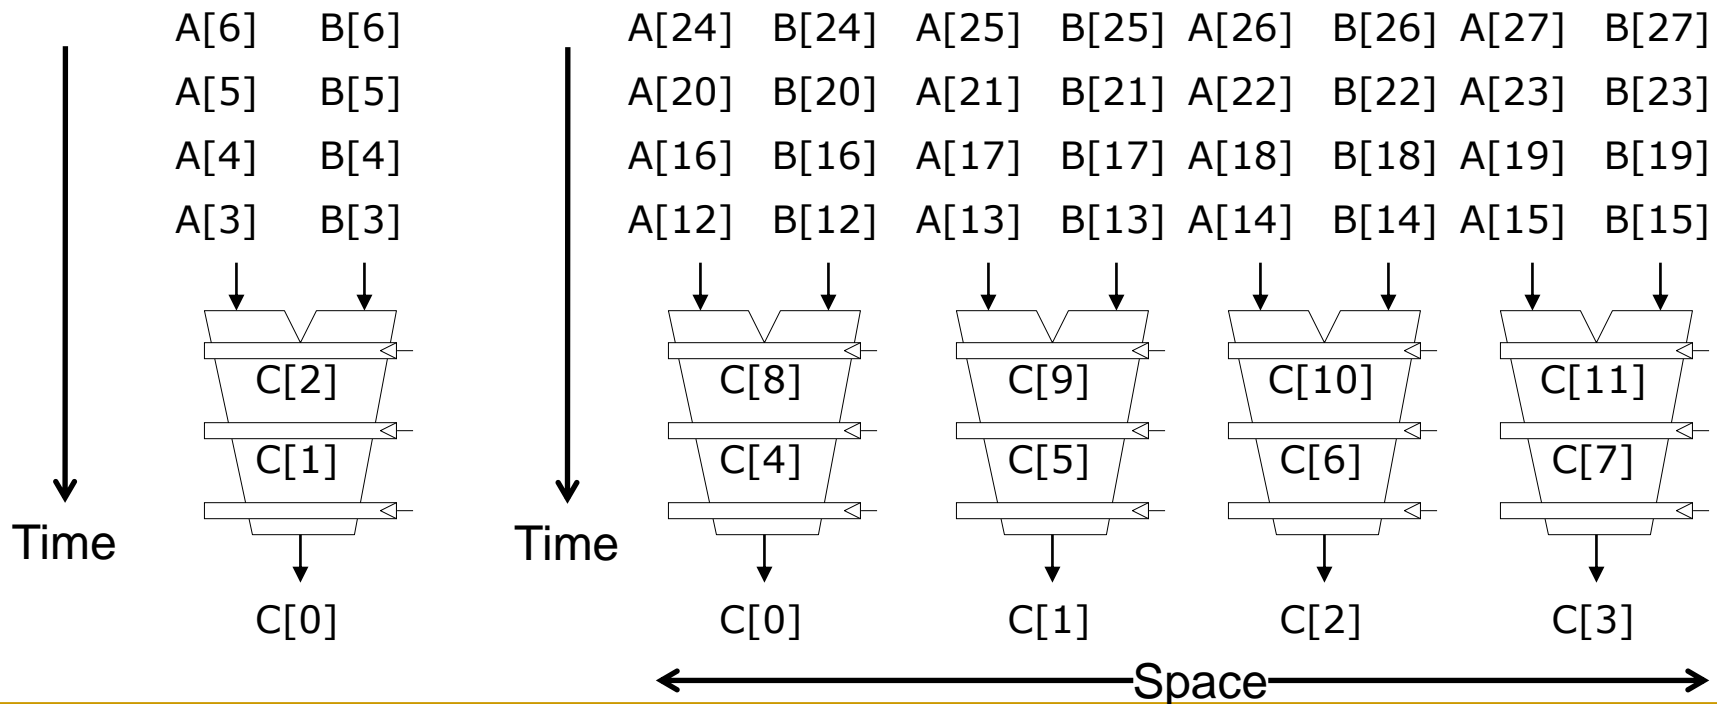 A[6] B[6] A[24] B[24] A[25] B[25] A[26] B[26] A[27] B[27]
A[5] B[5] A[20] B[20] A[21] B[21] A[22] B[22] A[23] B[23]
A[4] B[4] A[16] B[16] A[17] B[17] A[18] B[18] A[19] B[19]
A[3] B[3] A[12] B[12] A[13] B[13] A[14] B[14] A[15] B[15]
C[2] C[8] C[9] C[10] C[11]
C[1] C[4] C[5] C[6] C[7]
Time Time
C[0] C[0] C[1] C[2] C[3]
Space